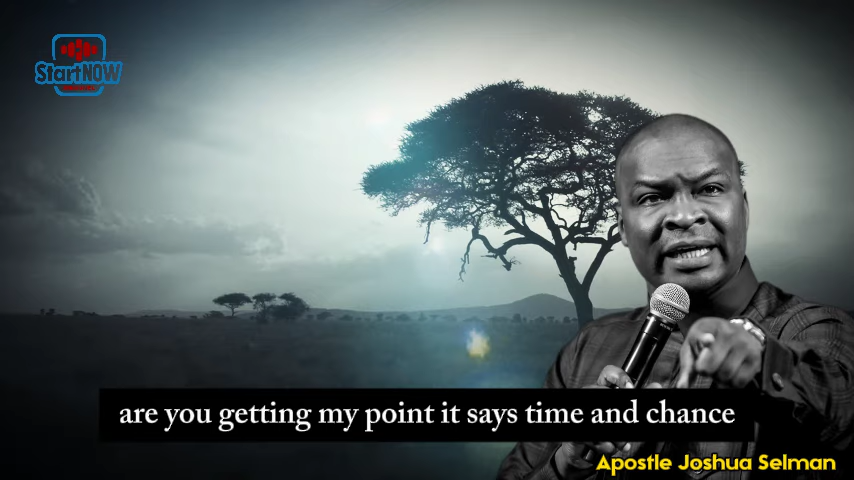 StartNOW
are you getting my point it says time and chance
Apostle Joshua Selman